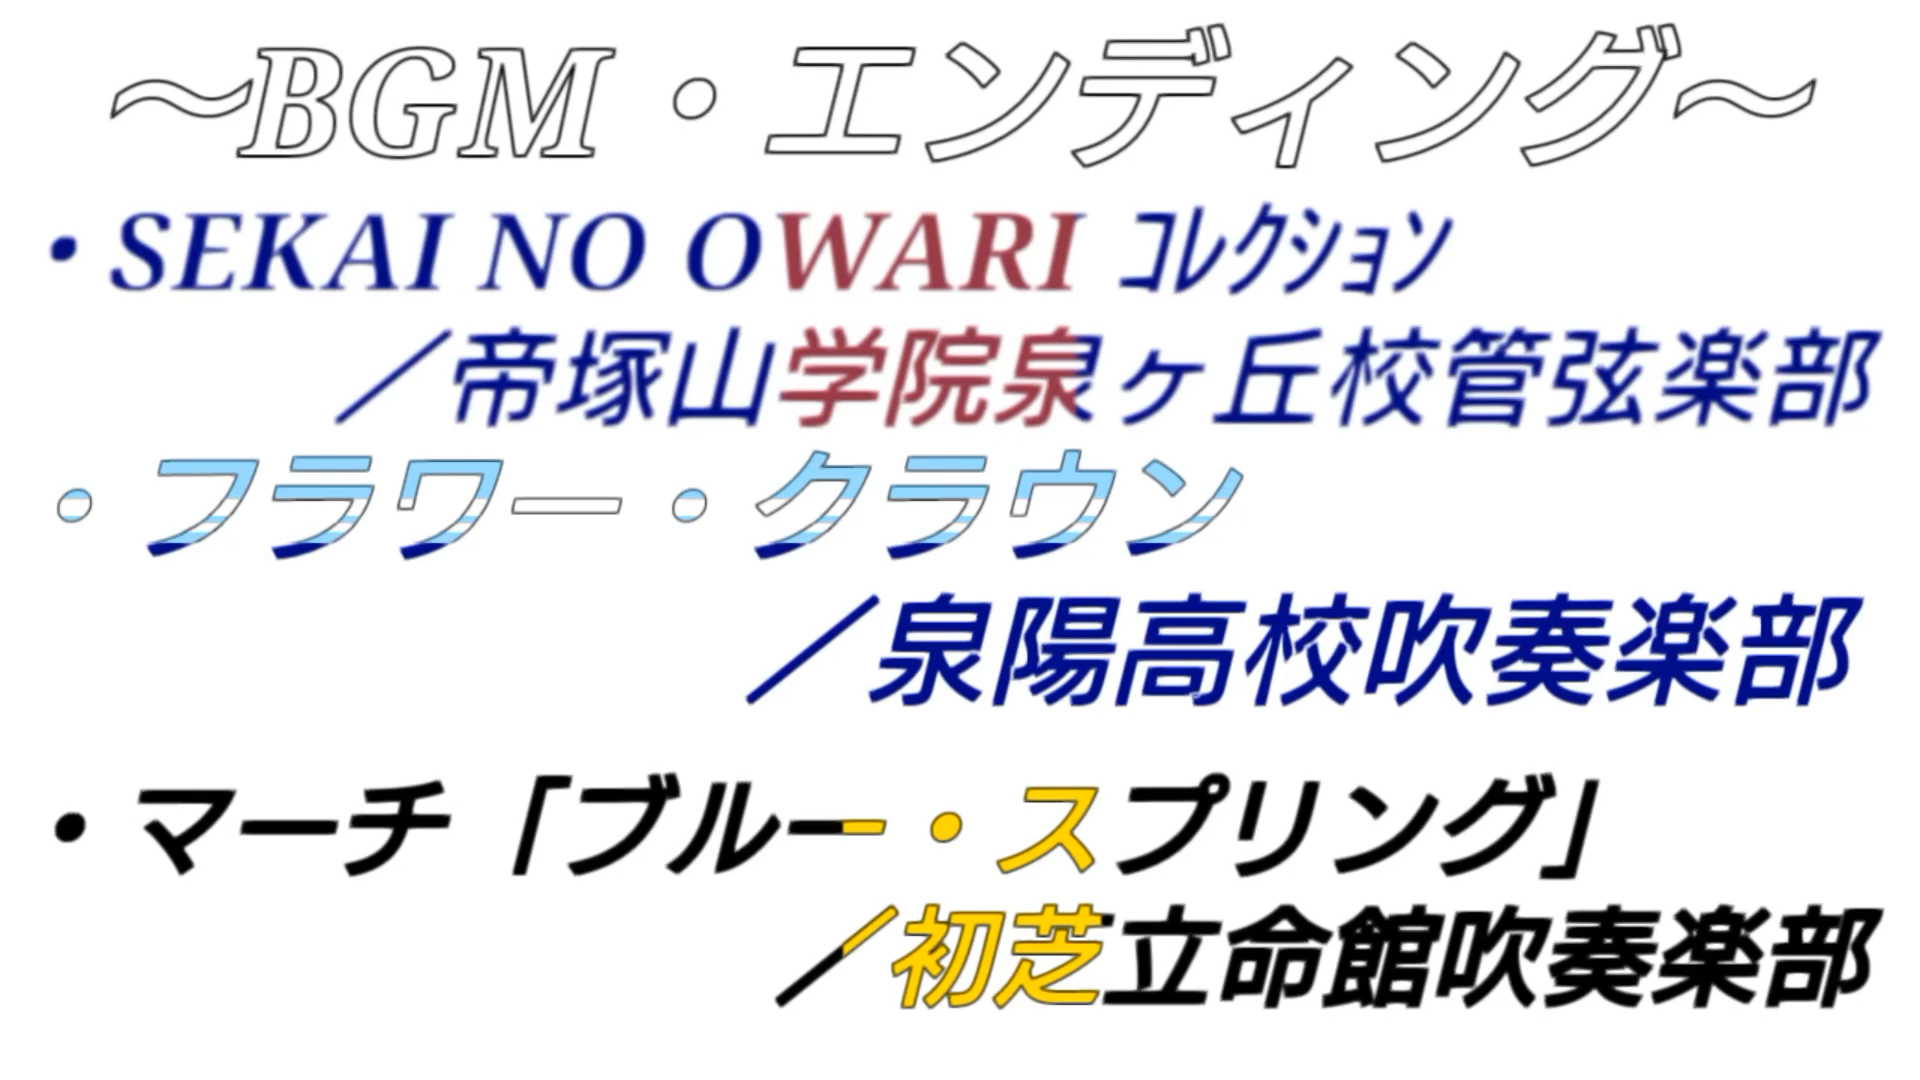 ～BGM・エンディング～
・SEKAI NO OWARI ｺﾚｸｼｮﾝ
／帝塚山学院泉ヶ丘校管弦楽部
・フラワー・クラウン
／泉陽高校吹奏楽部
・マーチ「ブルー・スプリング」
／初芝立命館吹奏楽部